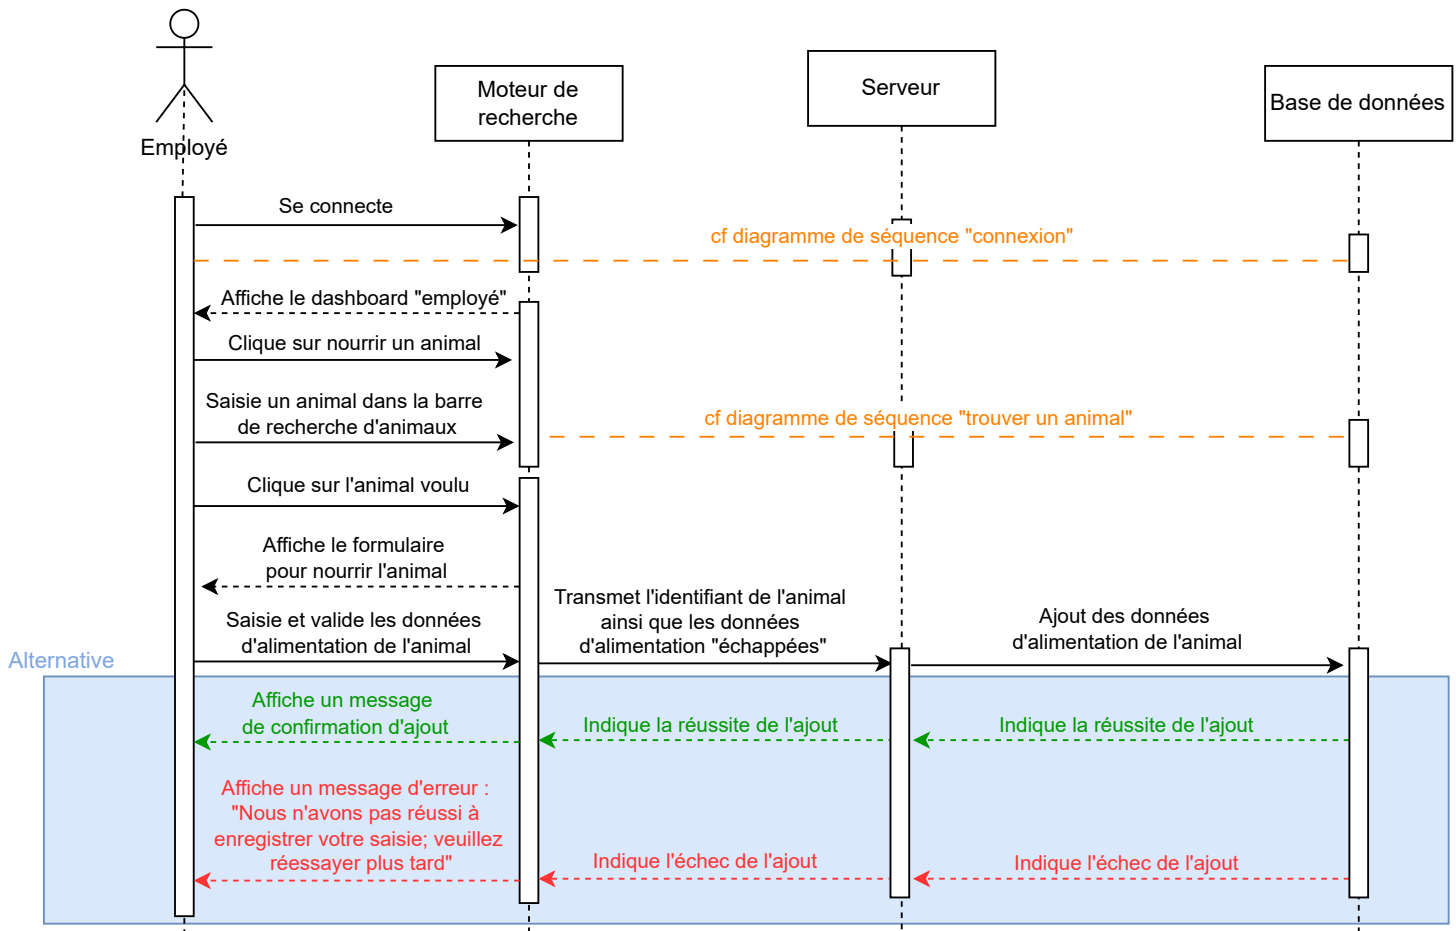 Employé
Moteur de
recherche
Serveur
Base de données
Se connecte
cf diagramme de séquence "connexion"
Affiche le dashboard "employé"
Clique sur nourrir un animal
Saisie un animal dans la barre
de recherche d'animaux
cf diagramme de séquence "trouver un animal"
Clique sur l'animal voulu
Affiche le formulaire
pour nourrir l'animal
Saisie et valide les données
d'alimentation de l'animal
Transmet l'identifiant de l'animal
ainsi que les données
d'alimentation "échappées"
Ajout des données
d'alimentation de l'animal
Alternative
Affiche un message
de confirmation d'ajout
Indique la réussite de l'ajout
Indique la réussite de l'ajout
Affiche un message d'erreur :
"Nous n'avons pas réussi à
enregistrer votre saisie; veuillez
réessayer plus tard"
Indique l'échec de l'ajout
Indique l'échec de l'ajout